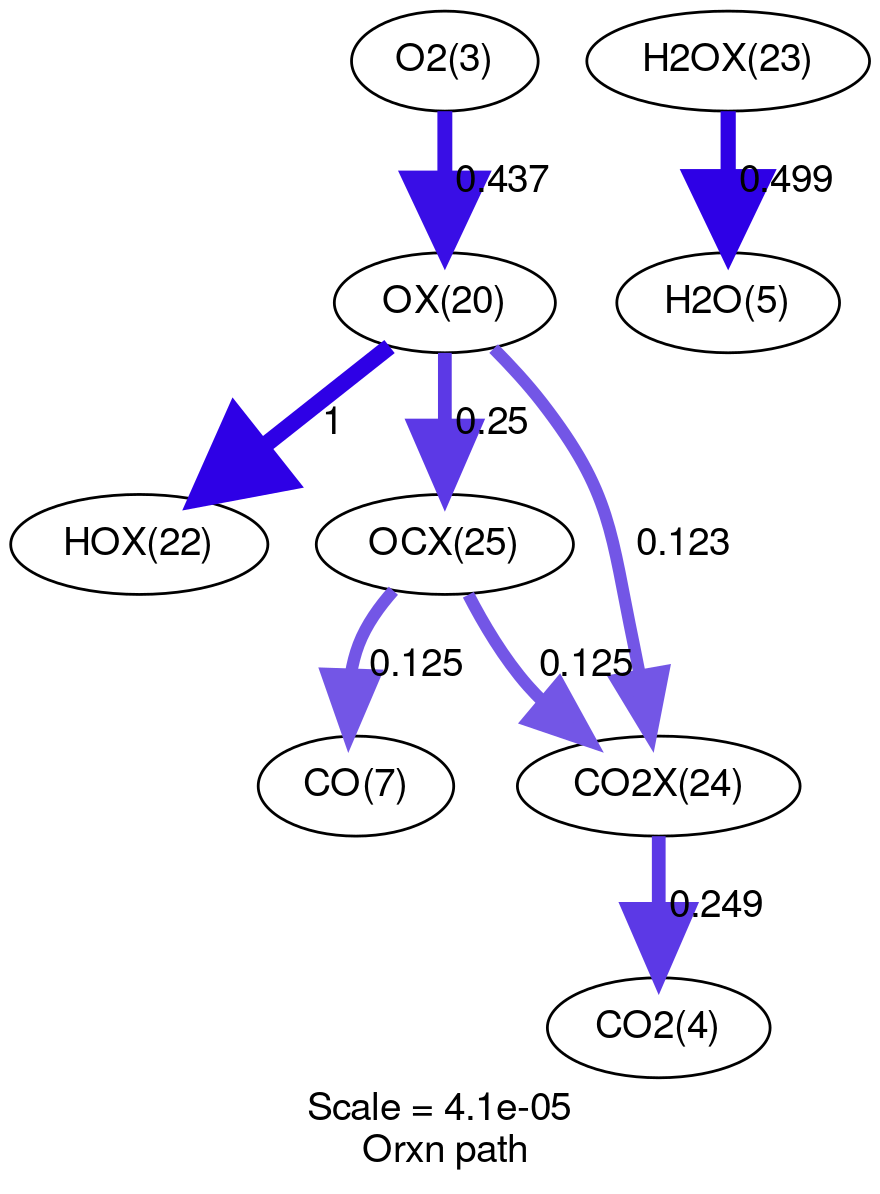 O2(3)
H2OX(23)
0.437
0.499
OX(20)
H2O(5)
1
0.25
HOX(22)
OCX(25)
0.123
0.125
0.125
CO(7)
CO2X(24)
0.249
CO2(4)
Scale = 4.1e-05
Orxn path